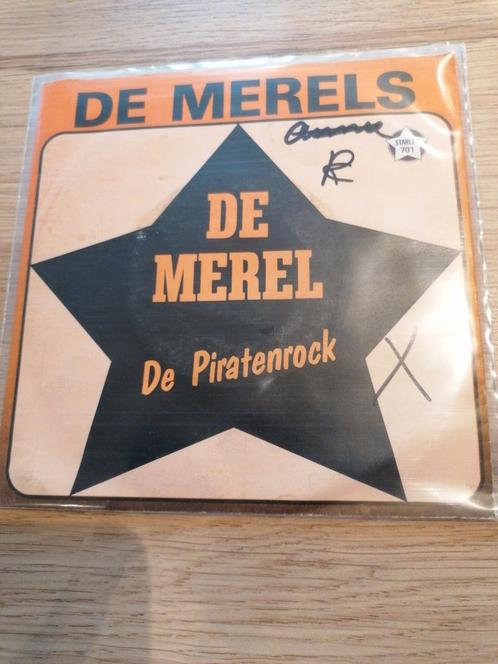 DE MERELS
STARLET
701
DE
MEREL
De Piratenrock
X